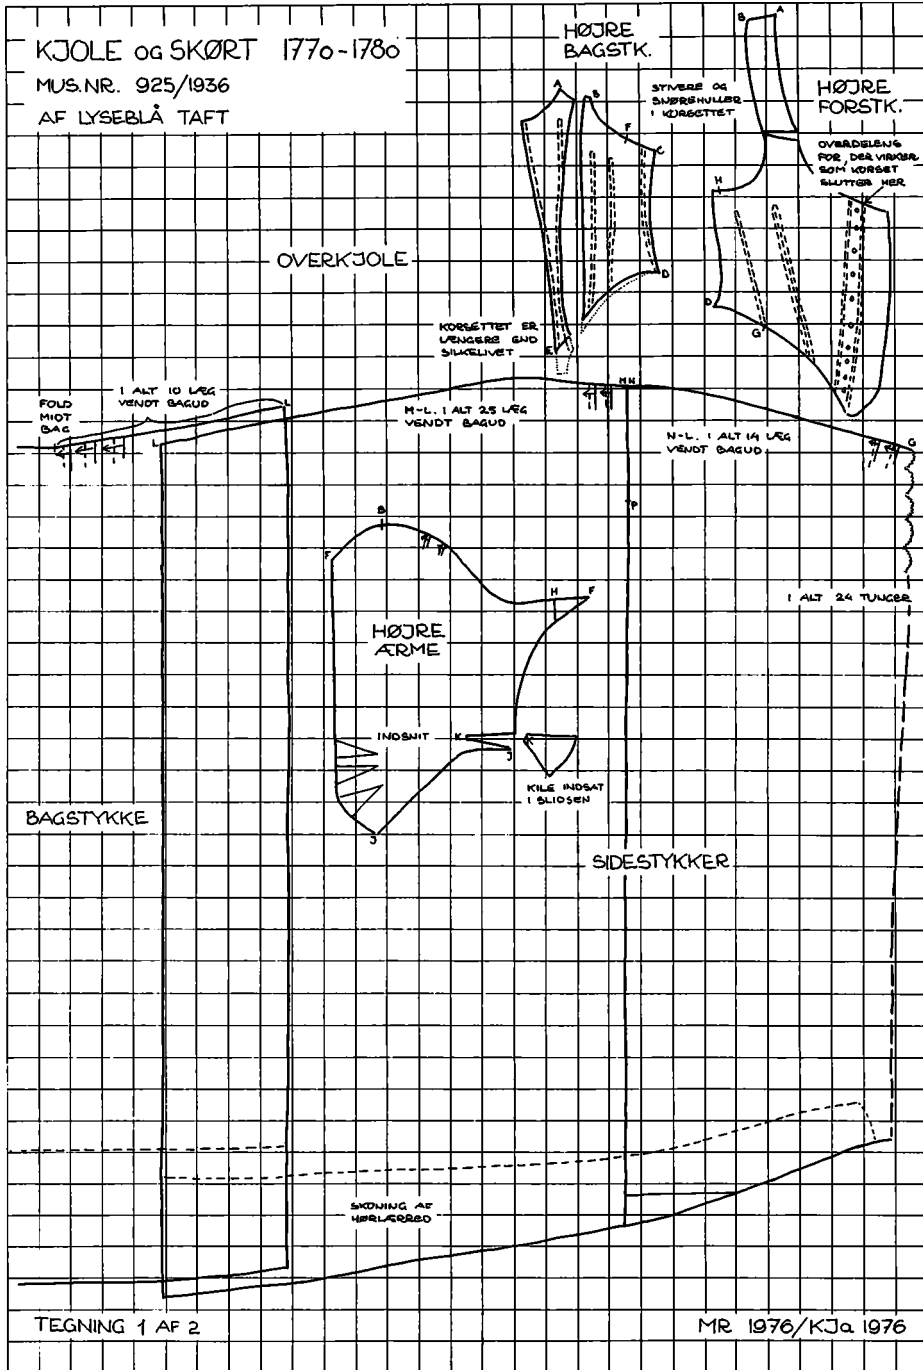 KJOLE OG SKØRT 1770-1780
MUS.NR. 925/1936
AF LYSEBLÅ TAFT
HØJRE
BAGSTK.
STIVERE OG
SNØREHULLER
I KORSETTET
HØJRE
FORSTK.
OVERDELENS
FOR, DER VIRKER
SOM KORSET
SLUTTER HER
B A
A B
F
C
H
D
D
G
E
OVERKJOLE
KORSETTET ER
LÆNGERE END
SILKELIVET
FOLD
MIDT
BAG
I ALT 10 LÆG
VENDT BAGUD
L
L
M-L. I ALT 25 LÆG
VENDT BAGUD
N-L. I ALT 14 LÆG
VENDT BAGUD
G
P
B
F
H F
I ALT 24 TUNGER
HØJRE
ÆRME
INDSNIT
K
J
K
KILE INDSAT
I SLIDSEN
J
BAGSTYKKE
SIDESTYKKER
SKONING AF
HØRLÆRRED
TEGNING 1 AF 2
MR 1976/KJa 1976